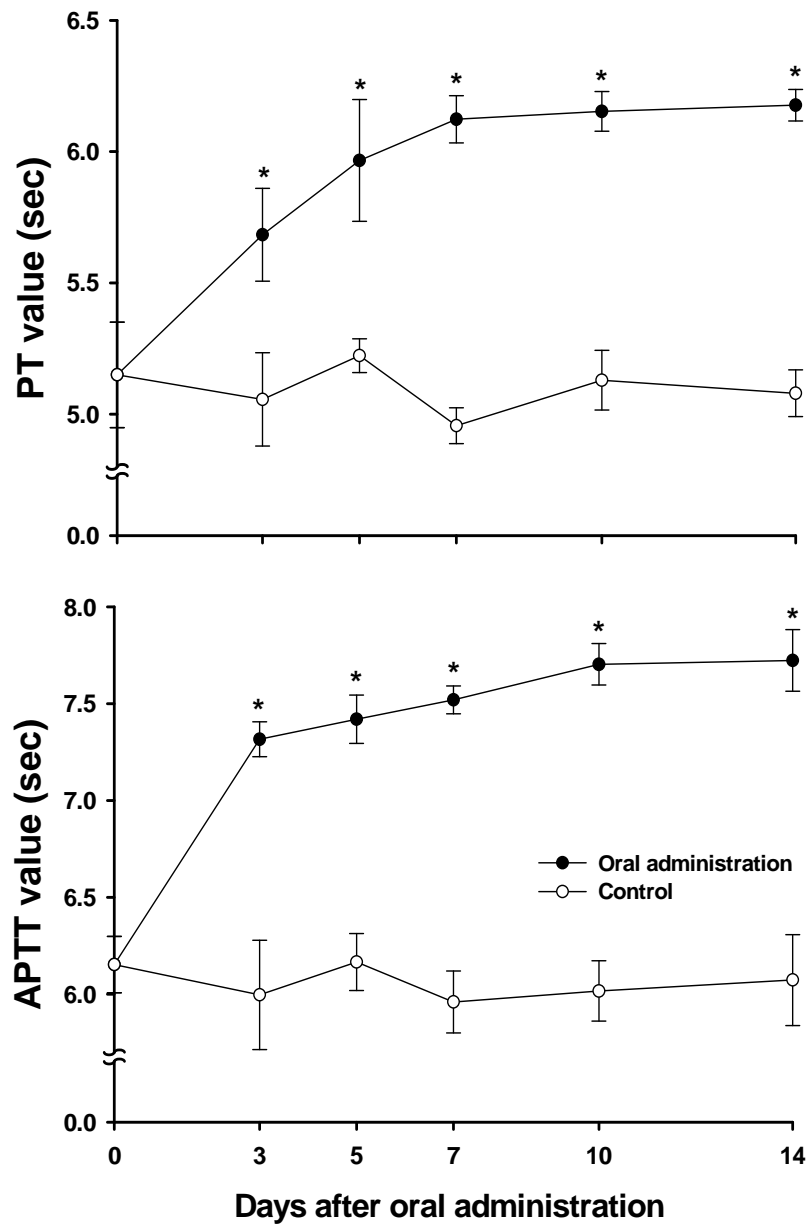 PT value (sec)
6.5
6.0
5.5
5.0
0.0
* * * * *
APTT value (sec)
8.0
7.5
7.0
6.5
6.0
0.0
* * * * *
Oral administration
Control
0 3 5 7 10 14
Days after oral administration